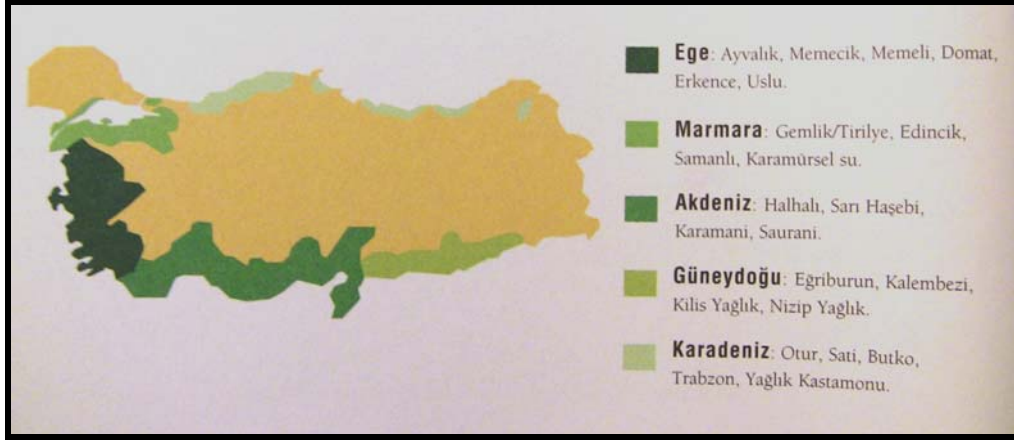 Ege: Ayvalık, Memecik, Memeli, Domat,
Erkence, Uslu.
Marmara: Gemlik/Tirilye, Edincik,
Samanlı, Karamürsel su.
Akdeniz: Halhalı, Sarı Haşebi,
Karamani, Saurani.
Güneydoğu: Eğriburun, Kalembezi,
Kilis Yağlık, Nizip Yağlık.
Karadeniz: Otur, Sati, Butko,
Trabzon, Yağlık Kastamonu.